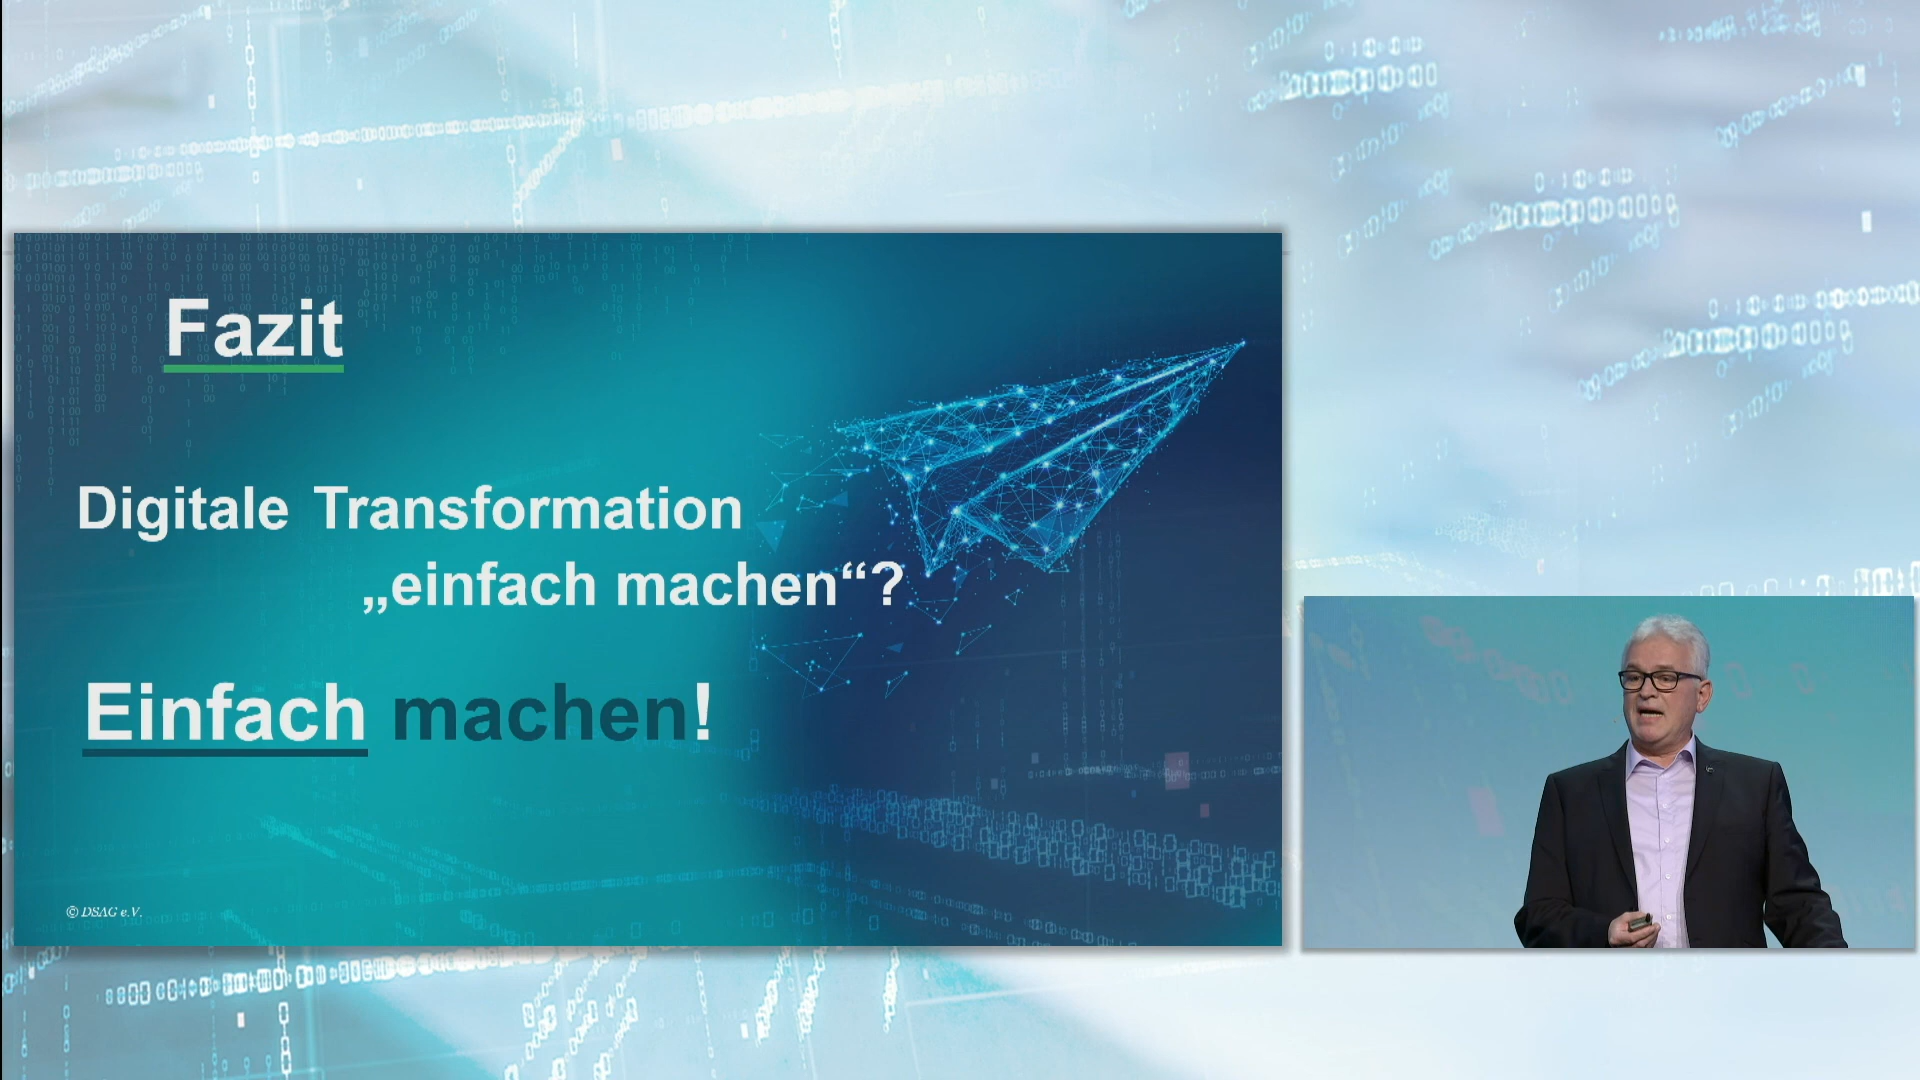 Fazit
Digitale Transformation
„einfach machen“?
Einfach machen!
© DSAG e.V.